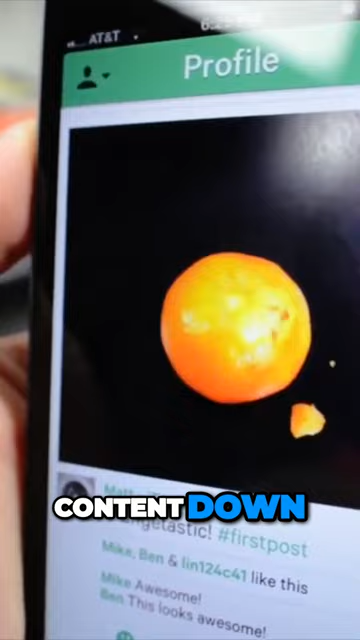 AT&T
Profile
CONTENT DOWN
#firstpost
Mike, Ben & lin124c41 like this
Mike Awesome!
Ben This looks awesome!